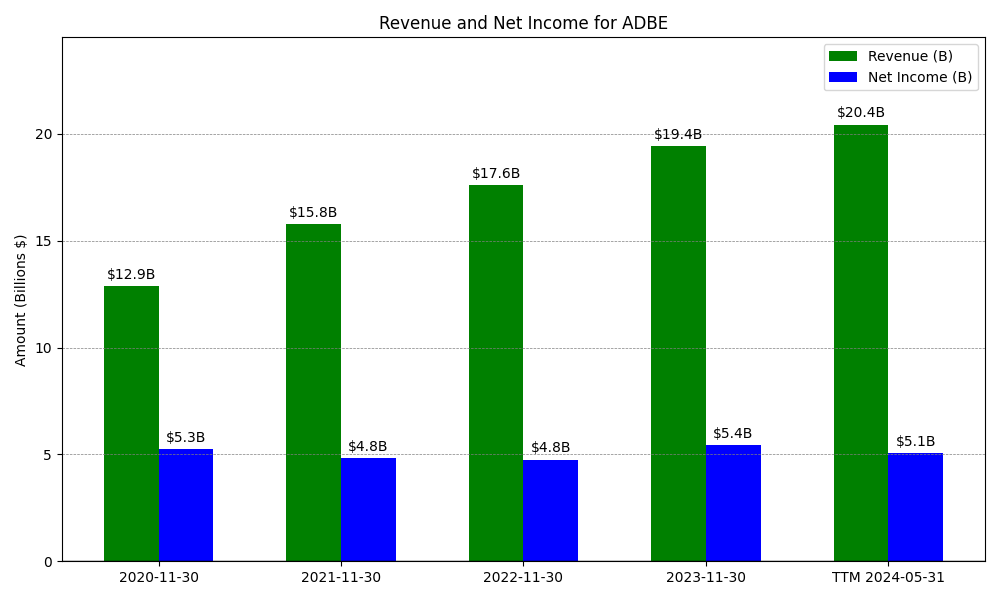 Revenue and Net Income for ADBE
Revenue (B)
Net Income (B)
Amount (Billions $)
20
15
10
5
0
$12.9B
$5.3B
$15.8B
$4.8B
$17.6B
$4.8B
$19.4B
$5.4B
$20.4B
$5.1B
2020-11-30
2021-11-30
2022-11-30
2023-11-30
TTM 2024-05-31